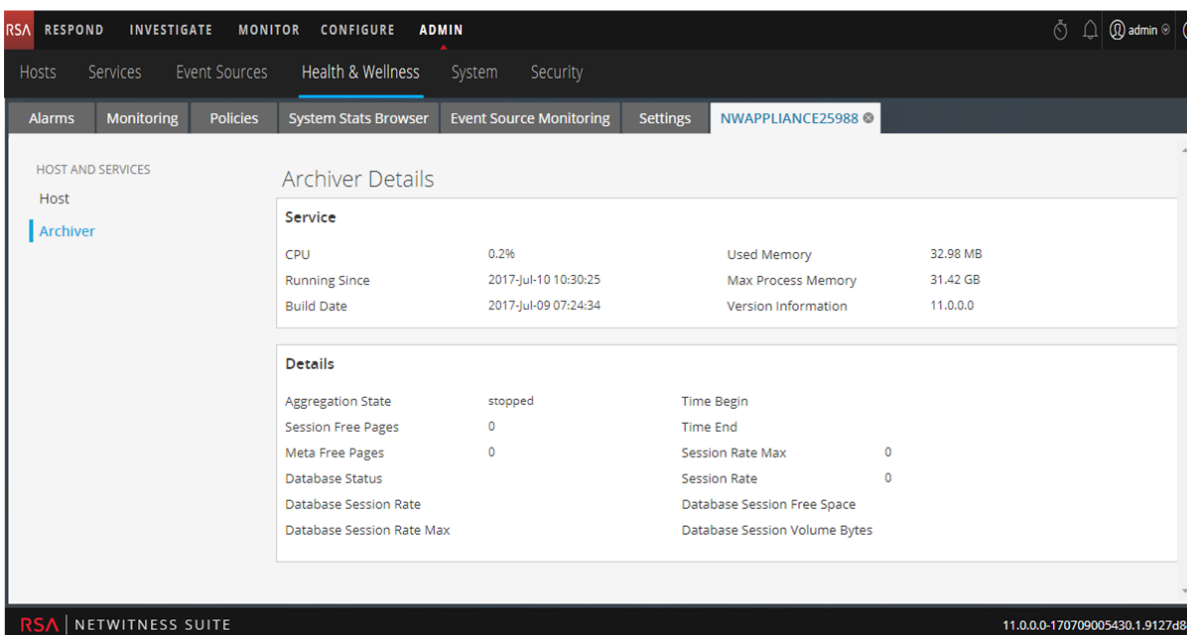 RSA RESPOND INVESTIGATE MONITOR CONFIGURE ADMIN admin
Hosts Services Event Sources Health & Wellness System Security
Alarms Monitoring Policies System Stats Browser Event Source Monitoring Settings NWAPPLIANCE25988
HOST AND SERVICES
Host
Archiver
Archiver Details
Service
CPU 0.2% Used Memory 32.98 MB
Running Since 2017-Jul-10 10:30:25 Max Process Memory 31.42 GB
Build Date 2017-Jul-09 07:24:34 Version Information 11.0.0.0
Details
Aggregation State stopped Time Begin
Session Free Pages 0 Time End
Meta Free Pages 0 Session Rate Max 0
Database Status Session Rate 0
Database Session Rate Database Session Free Space
Database Session Rate Max Database Session Volume Bytes
RSA | NETWITNESS SUITE 11.0.0.0-170709005430.1.9127d8